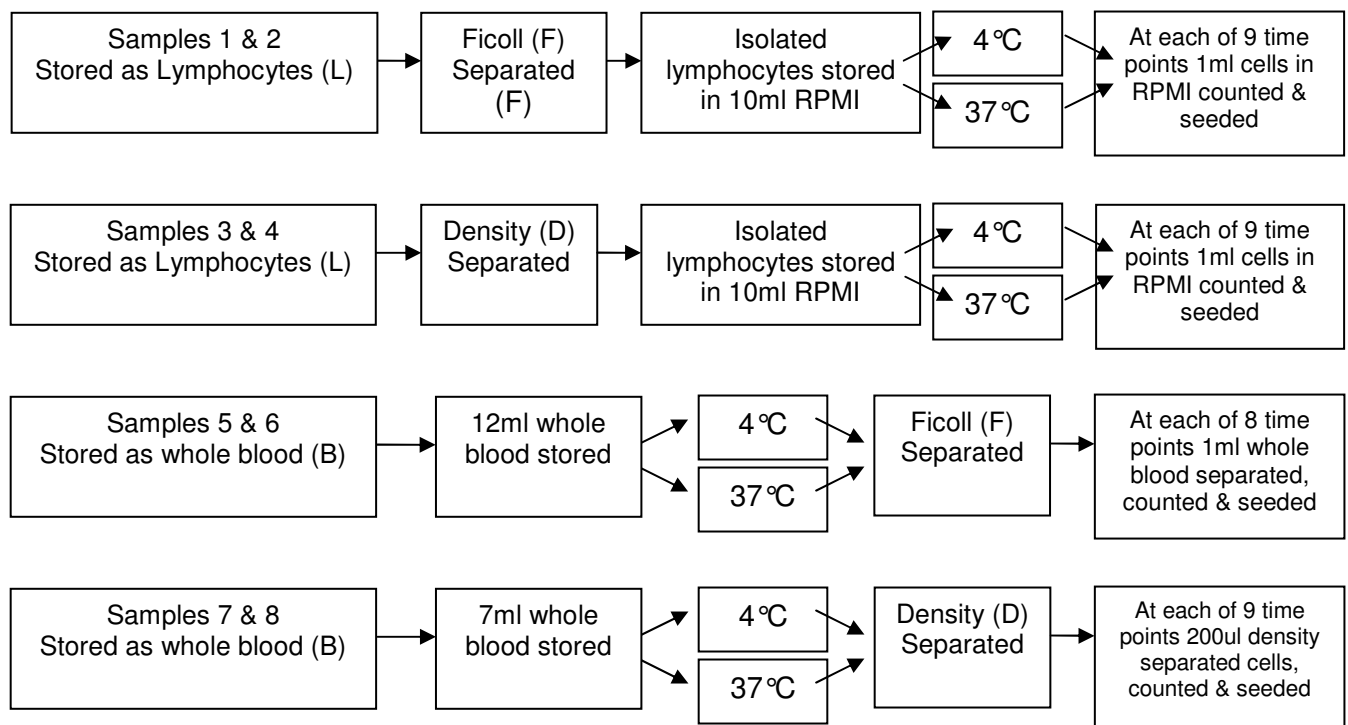 Samples 1 & 2
Stored as Lymphocytes (L)
Ficoll (F)
Separated
(F)
Isolated
lymphocytes stored
in 10ml RPMI
4°C
37°C
At each of 9 time
points 1ml cells in
RPMI counted &
seeded
Samples 3 & 4
Stored as Lymphocytes (L)
Density (D)
Separated
Isolated
lymphocytes stored
in 10ml RPMI
4°C
37°C
At each of 9 time
points 1ml cells in
RPMI counted &
seeded
Samples 5 & 6
Stored as whole blood (B)
12ml whole
blood stored
4°C
37°C
Ficoll (F)
Separated
At each of 8 time
points 1ml whole
blood separated,
counted & seeded
Samples 7 & 8
Stored as whole blood (B)
7ml whole
blood stored
4°C
37°C
Density (D)
Separated
At each of 9 time
points 200ul density
separated cells,
counted & seeded